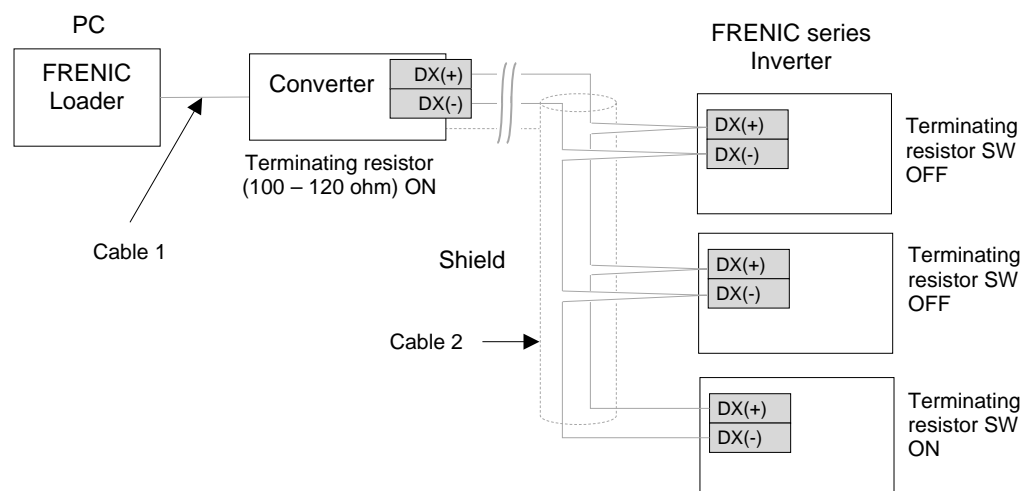 PC
FRENIC
Loader
Converter
DX(+)
DX(-)
Terminating resistor
(100 – 120 ohm) ON
Cable 1
Shield
Cable 2
FRENIC series
Inverter
DX(+)
DX(-)
Terminating
resistor SW
OFF
DX(+)
DX(-)
Terminating
resistor SW
OFF
DX(+)
DX(-)
Terminating
resistor SW
ON